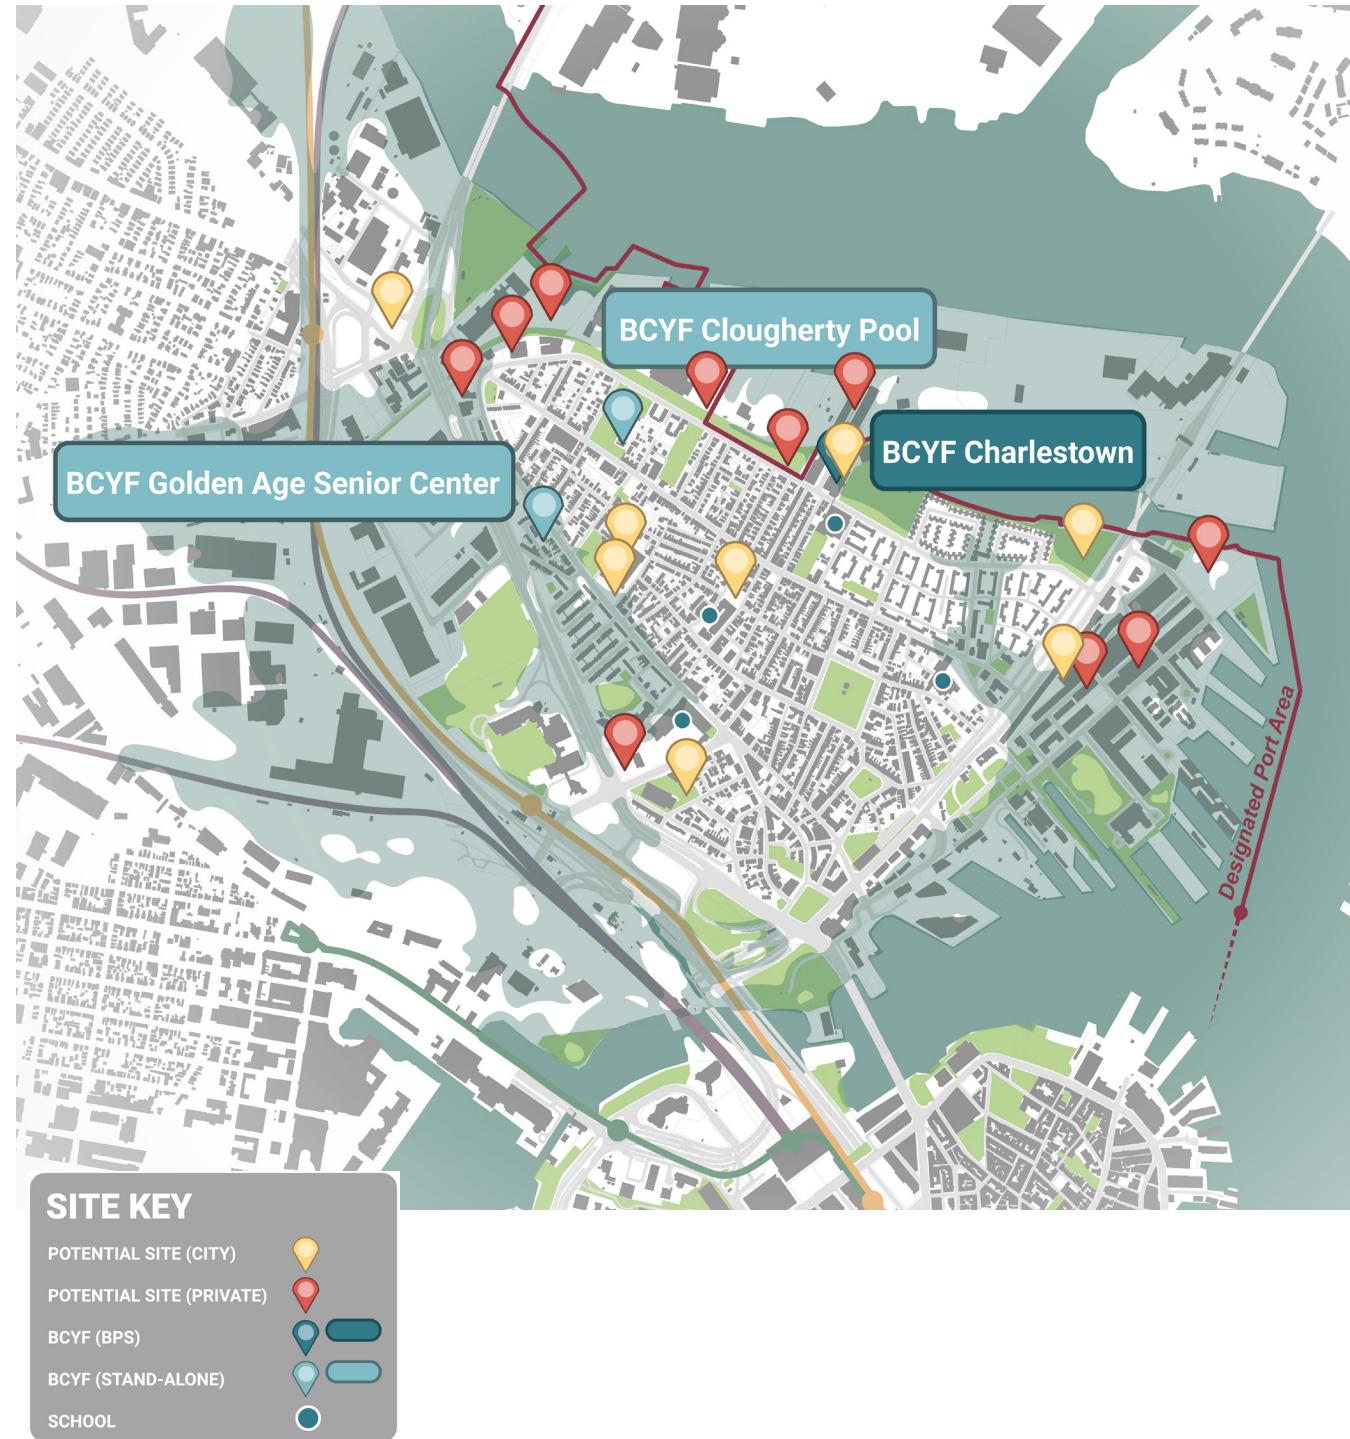 BCYF Clougherty Pool
BCYF Charlestown
BCYF Golden Age Senior Center
Designated Port Area
SITE KEY
POTENTIAL SITE (CITY)
POTENTIAL SITE (PRIVATE)
BCYF (BPS)
BCYF (STAND-ALONE)
SCHOOL